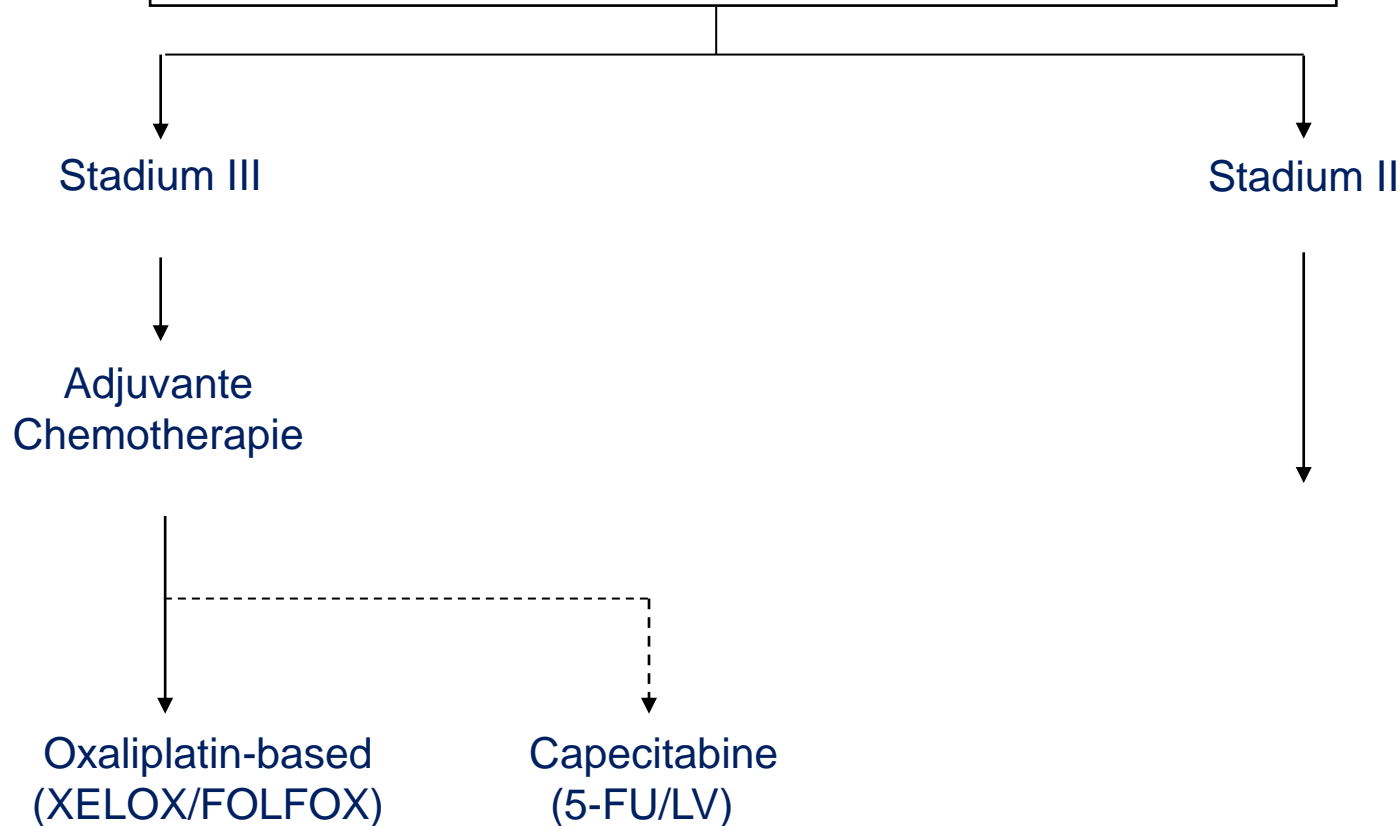 Stadium III
Stadium II
Adjuvante
Chemotherapie
Oxaliplatin-based
(XELOX/FOLFOX)
Capecitabine
(5-FU/LV)